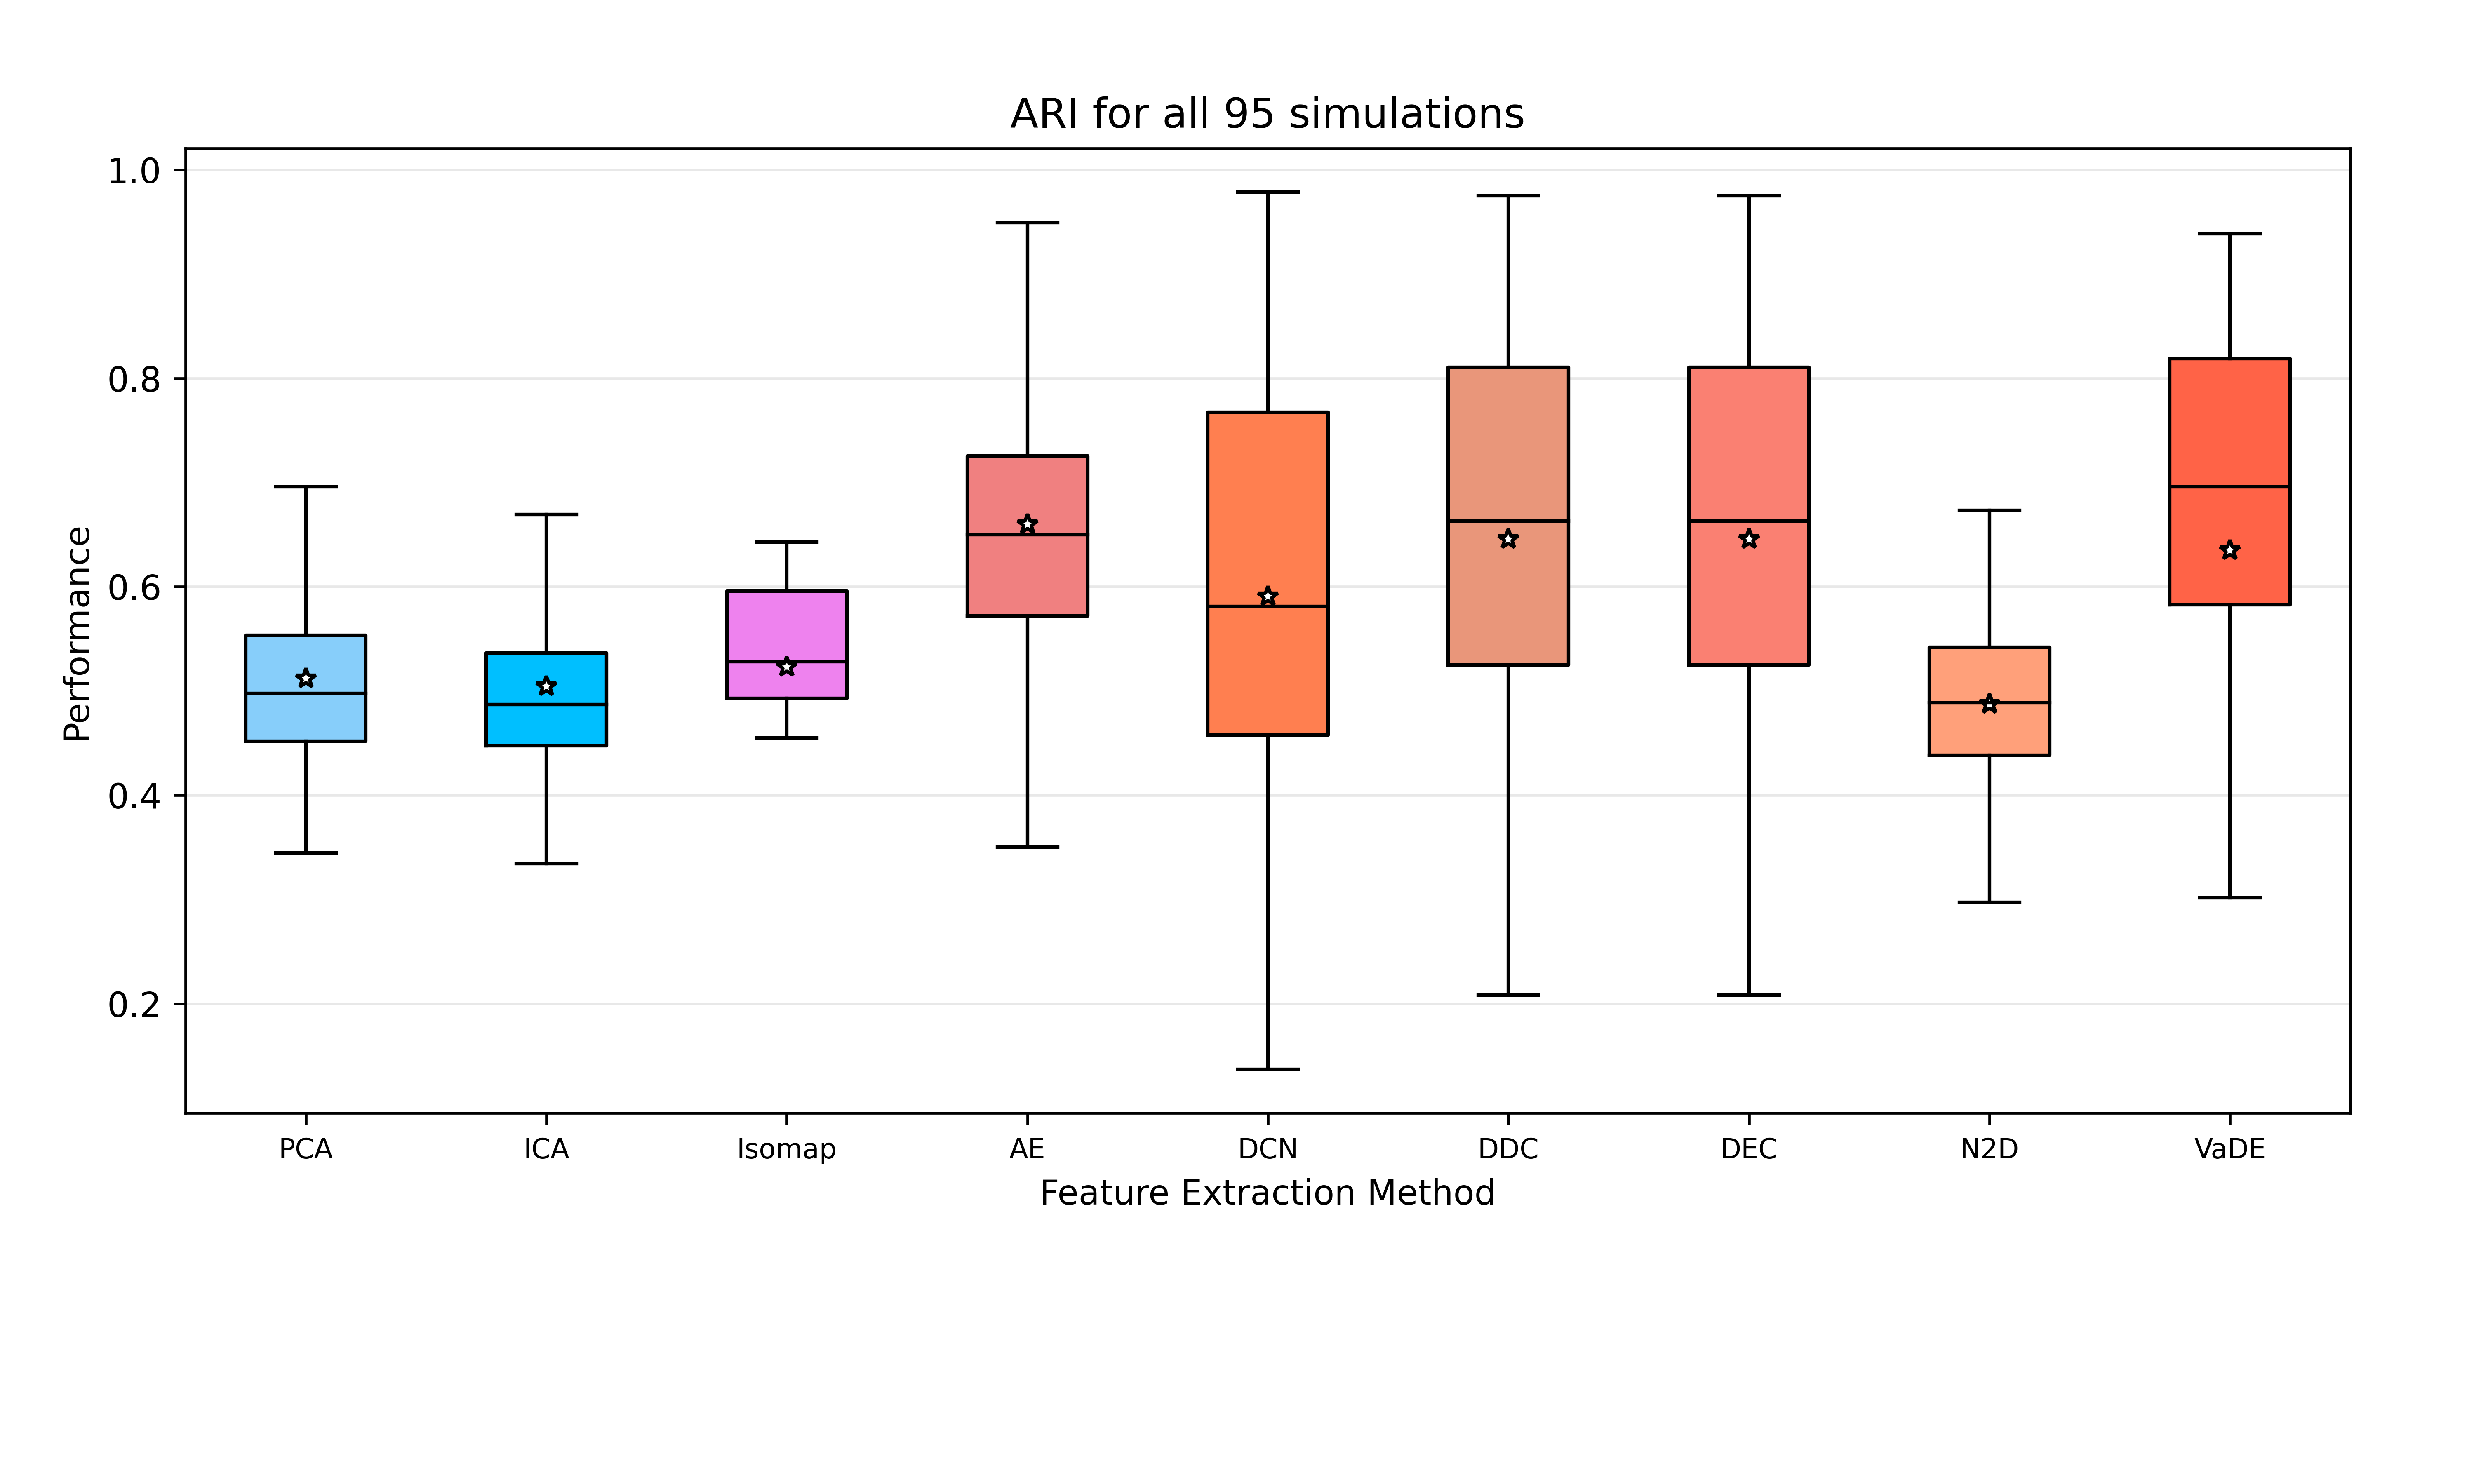 ARI for all 95 simulations
1.0
0.8
0.6
0.4
0.2
Performance
PCA ICA Isomap AE DCN DDC DEC N2D VaDE
Feature Extraction Method